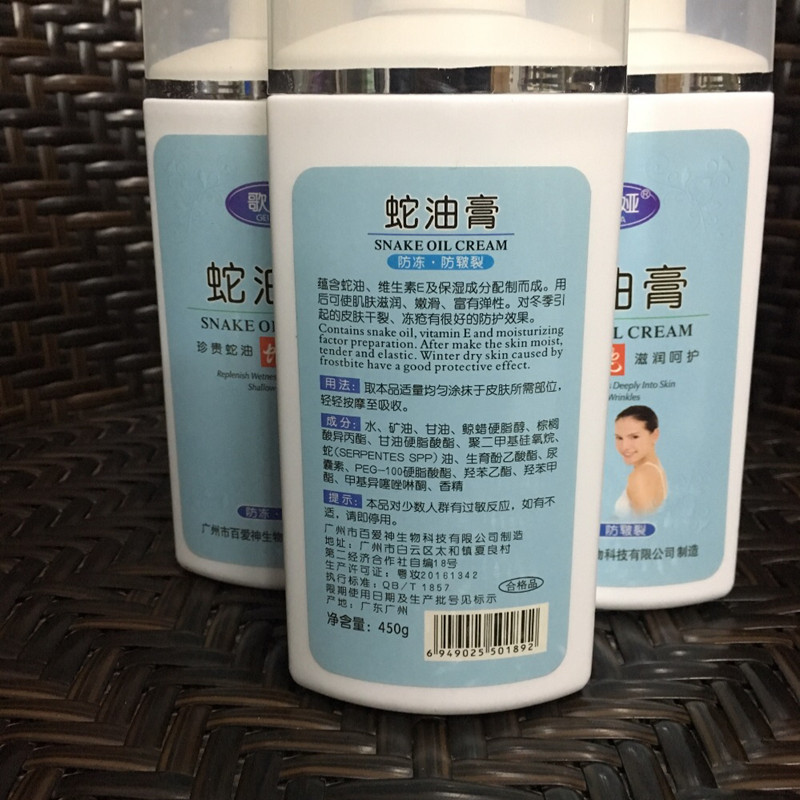 蛇油膏
SNAKE OIL CREAM
防冻·防皲裂
蕴含蛇油、维生素E及保湿成分配制而成。用
后可使肌肤滋润、嫩滑、富有弹性。对冬季引
起的皮肤干裂、冻疮有很好的防护效果。
Contains snake oil, vitamin E and moisturizing
factor preparation. After make the skin moist,
tender and elastic. Winter dry skin caused by
frostbite have a good protective effect.
用法: 取本品适量均匀涂抹于皮肤所需部位,
轻轻按摩至吸收。
成分: 水、矿油、甘油、鲸蜡硬脂醇、棕榈
酸异丙酯、甘油硬脂酸酯、聚二甲基硅氧烷、
蛇(SERPENTES SPP)油、生育酚乙酸酯、尿
囊素、PEG-100硬脂酸酯、羟苯乙酯、羟苯甲
酯、甲基异噻唑啉酮、香精
提示: 本品对少数人群有过敏反应,如有不
适,请即停用。
广州市百爱神生物科技有限公司制造
地址:广州市白云区太和镇夏良村
第二经济合作社自编18号
生产许可证:粤妆20161342
执行标准:QB/T 1857
限期使用日期及生产批号见标示
产地:广东广州
合格品
净含量: 450g
6 949025 501892
歌
蛇油
SNAKE O
珍贵蛇油
Replenish Wetness
Shallow
防冻·
广州市百爱神生物
娅®
油膏
L CREAM
滋润呵护
Deeply Into Skin
Wrinkles
防皲裂
物科技有限公司制造